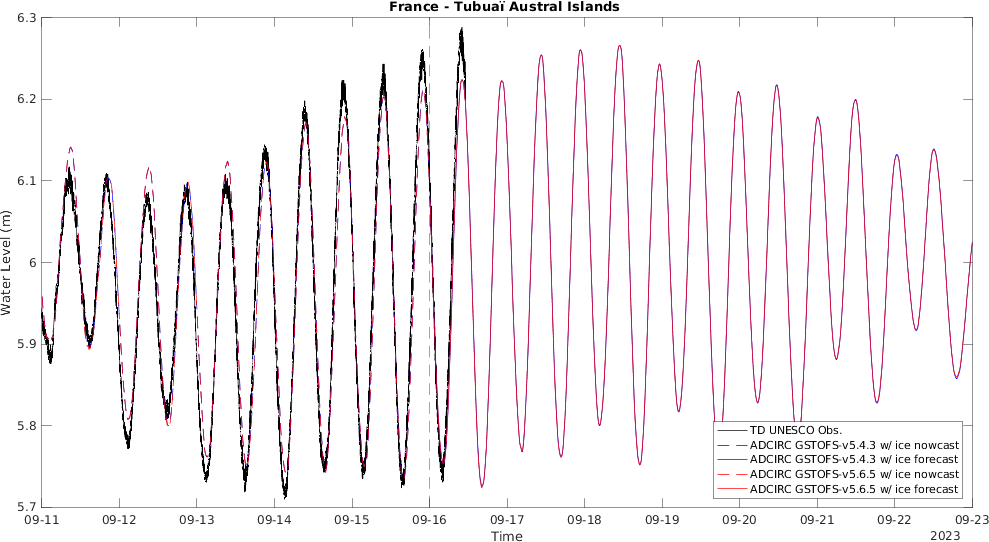 France - Tubuaï Austral Islands
6.3
6.2
6.1
6
5.9
5.8
5.7
Water Level (m)
TD UNESCO Obs.
ADCIRC GSTOFS-v5.4.3 w/ ice nowcast
ADCIRC GSTOFS-v5.4.3 w/ ice forecast
ADCIRC GSTOFS-v5.6.5 w/ ice nowcast
ADCIRC GSTOFS-v5.6.5 w/ ice forecast
09-11 09-12 09-13 09-14 09-15 09-16 09-17 09-18 09-19 09-20 09-21 09-22 09-23
Time
2023